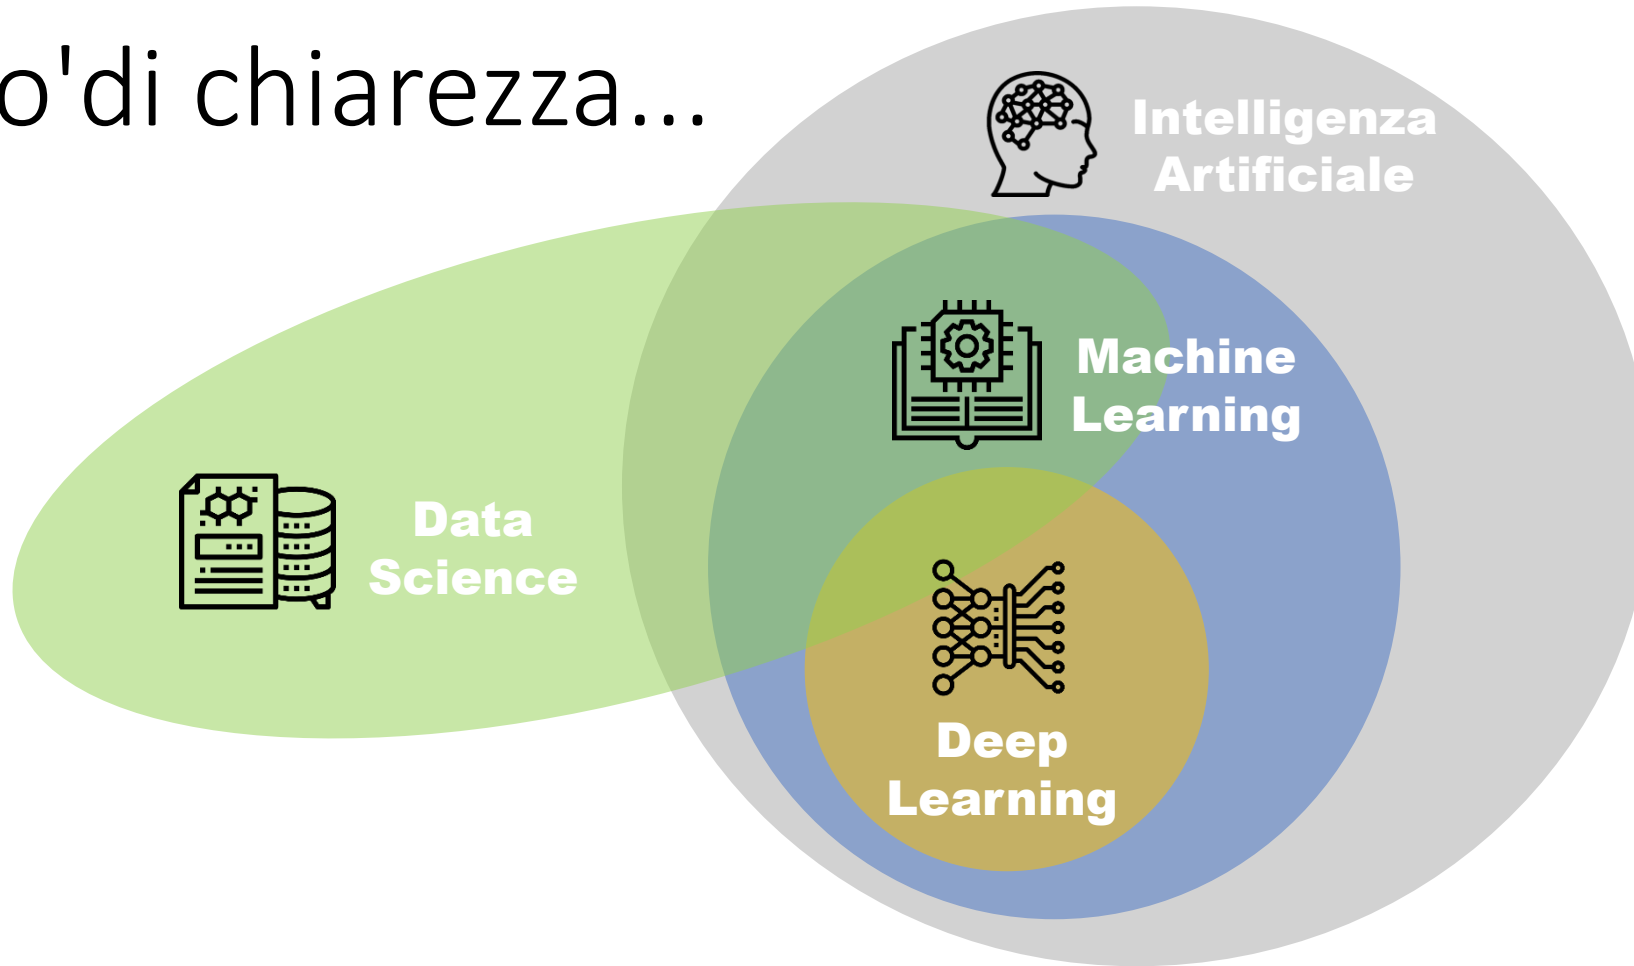 o'di chiarezza...
Intelligenza
Artificiale
Machine
Learning
Data
Science
Deep
Learning